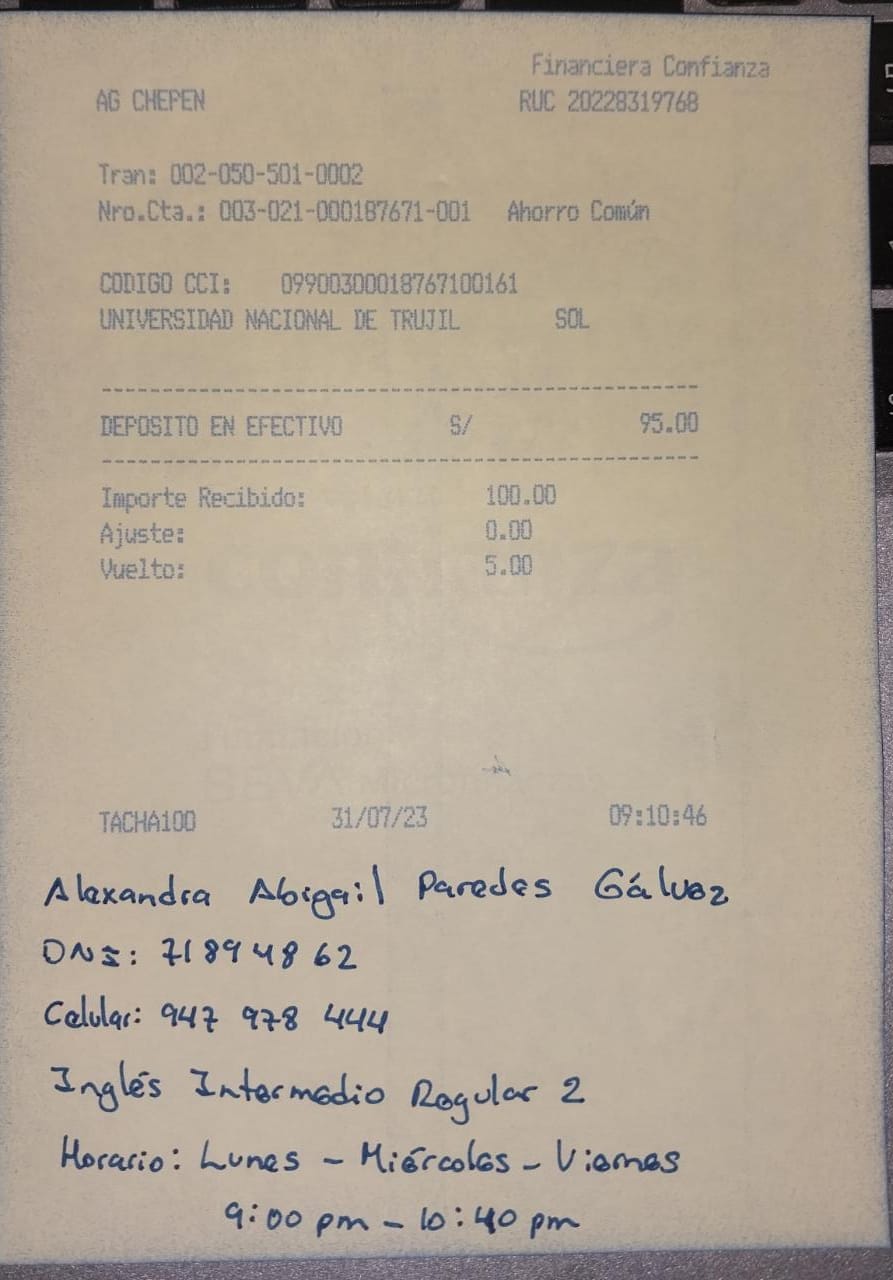 Financiera Confianza
AG CHEPEN RUC 20228319768
Tran: 002-050-501-0002
Nro.Cta.: 003-021-000187671-001 Ahorro Común
CODIGO CCI: 09900300018767100161
UNIVERSIDAD NACIONAL DE TRUJIL SOL
DEPOSITO EN EFECTIVO S/ 95.00
Importe Recibido: 100.00
Ajuste: 0.00
Vuelto: 5.00
TACHA100 31/07/23 09:10:46
Alexandra Abigail Paredes Gálvez
DNI: 71894862
Celular: 947 978 444
Inglés Intermedio Regular 2
Horario: Lunes - Miércoles - Viernes
9:00 pm - 10:40 pm